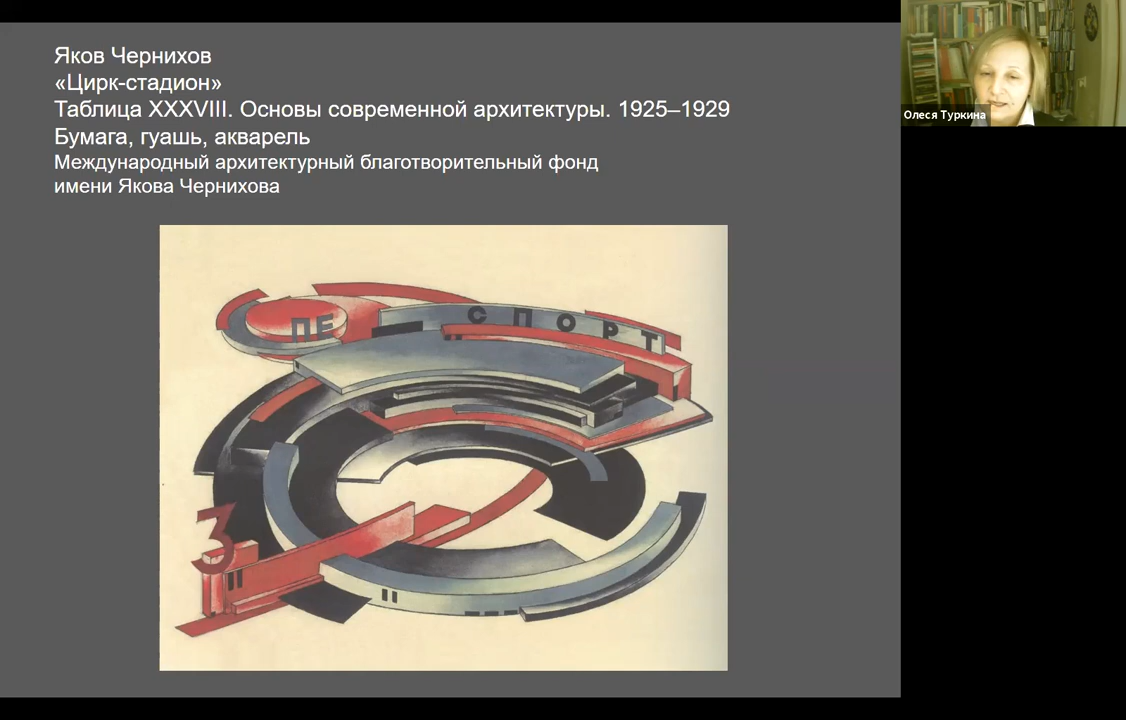 Яков Чернихов
«Цирк-стадион»
Таблица XXXVIII. Основы современной архитектуры. 1925–1929
Бумага, гуашь, акварель
Международный архитектурный благотворительный фонд
имени Якова Чернихова
Олеся Туркина
ПЕ
СПОРТ
3